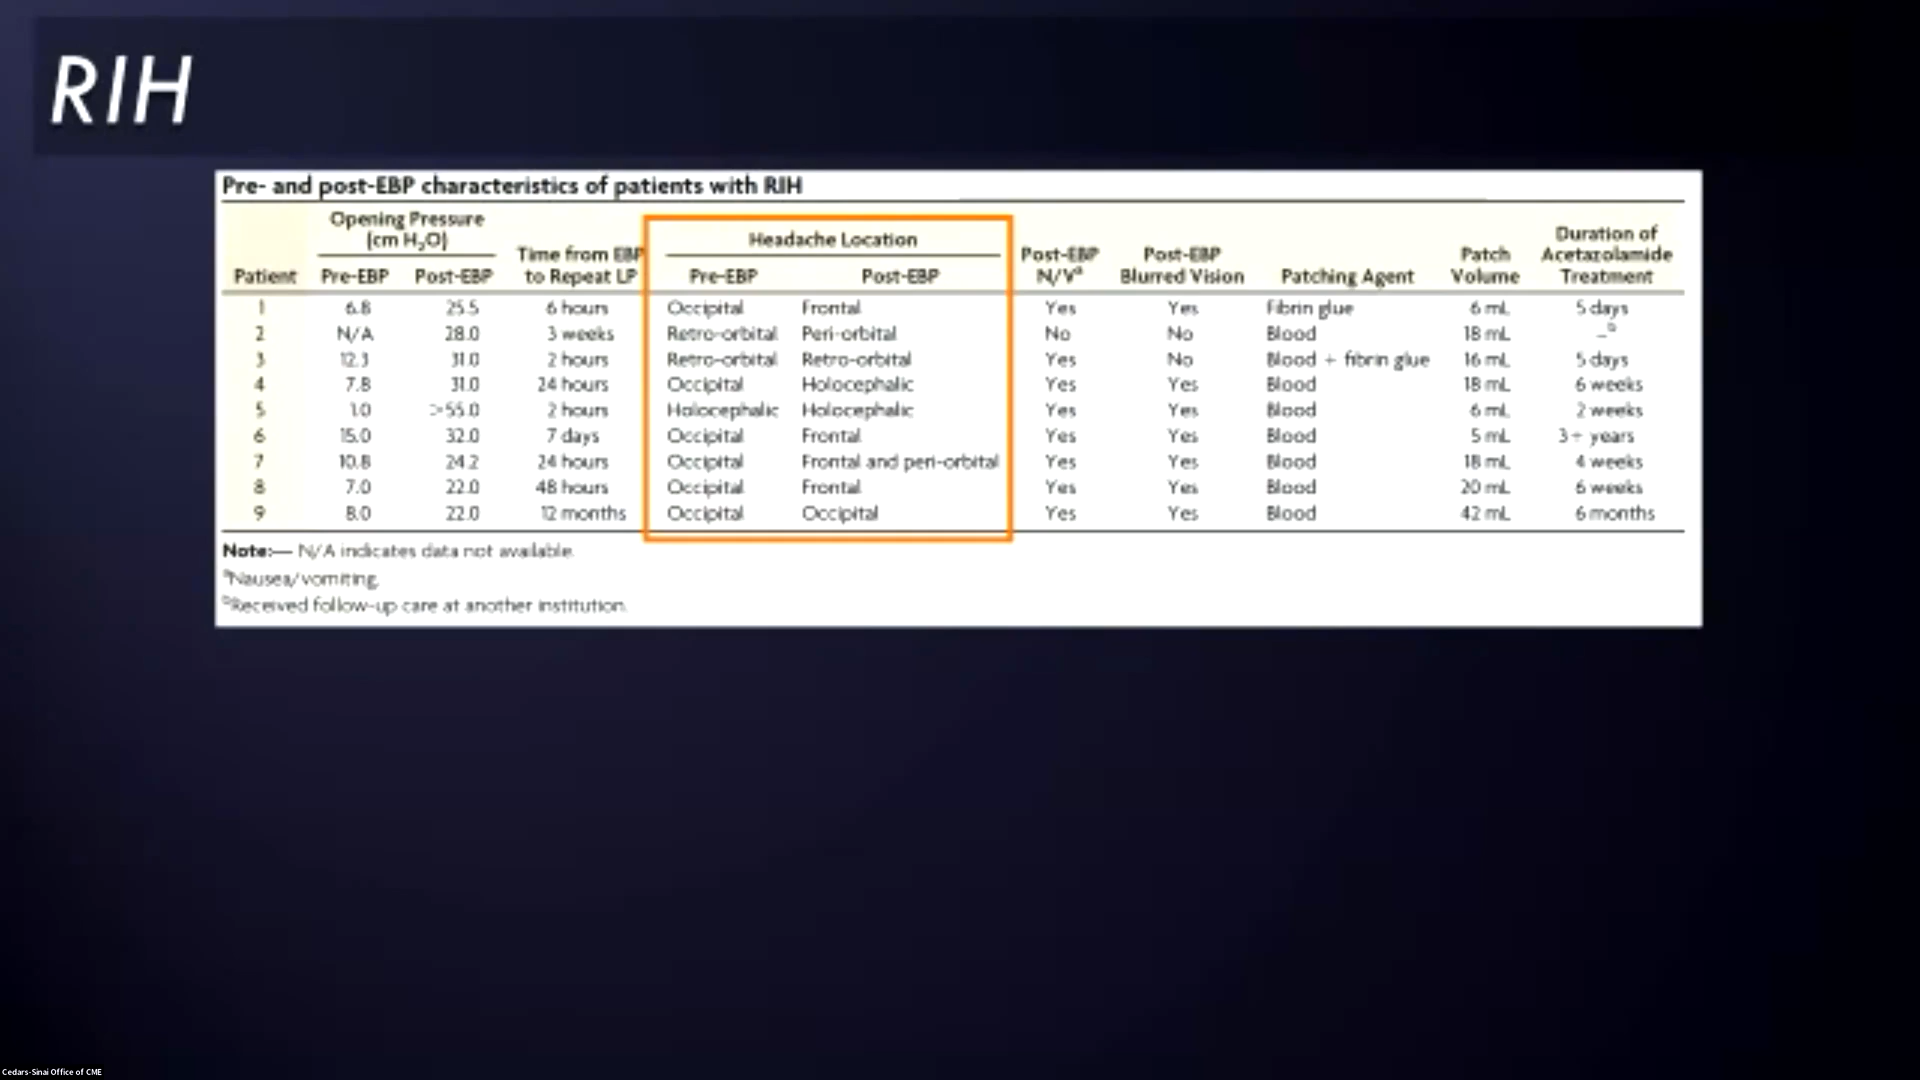 RIH
Pre- and post-EBP characteristics of patients with RIH
Opening Pressure (cm H₂O) Time from EBP to Repeat LP Headache Location Post-EBP N/Vᵃ Post-EBP Blurred Vision Patching Agent Patch Volume Duration of Acetazolamide Treatment
Patient Pre-EBP Post-EBP Pre-EBP Post-EBP
1 6.8 25.5 6 hours Occipital Frontal Yes Yes Fibrin glue 6 mL 5 days
2 N/A 28.0 3 weeks Retro-orbital Peri-orbital No No Blood 18 mL –ᵇ
3 12.3 31.0 2 hours Retro-orbital Retro-orbital Yes No Blood + fibrin glue 16 mL 5 days
4 7.8 31.0 24 hours Occipital Holocephalic Yes Yes Blood 18 mL 6 weeks
5 1.0 >55.0 2 hours Holocephalic Holocephalic Yes Yes Blood 6 mL 2 weeks
6 15.0 32.0 7 days Occipital Frontal Yes Yes Blood 5 mL 3+ years
7 10.8 24.2 24 hours Occipital Frontal and peri-orbital Yes Yes Blood 18 mL 4 weeks
8 7.0 22.0 48 hours Occipital Frontal Yes Yes Blood 20 mL 6 weeks
9 8.0 22.0 12 months Occipital Occipital Yes Yes Blood 42 mL 6 months
Note:— N/A indicates data not available.
ᵃNausea/vomiting.
ᵇReceived follow-up care at another institution.
Cedars-Sinai Office of CME